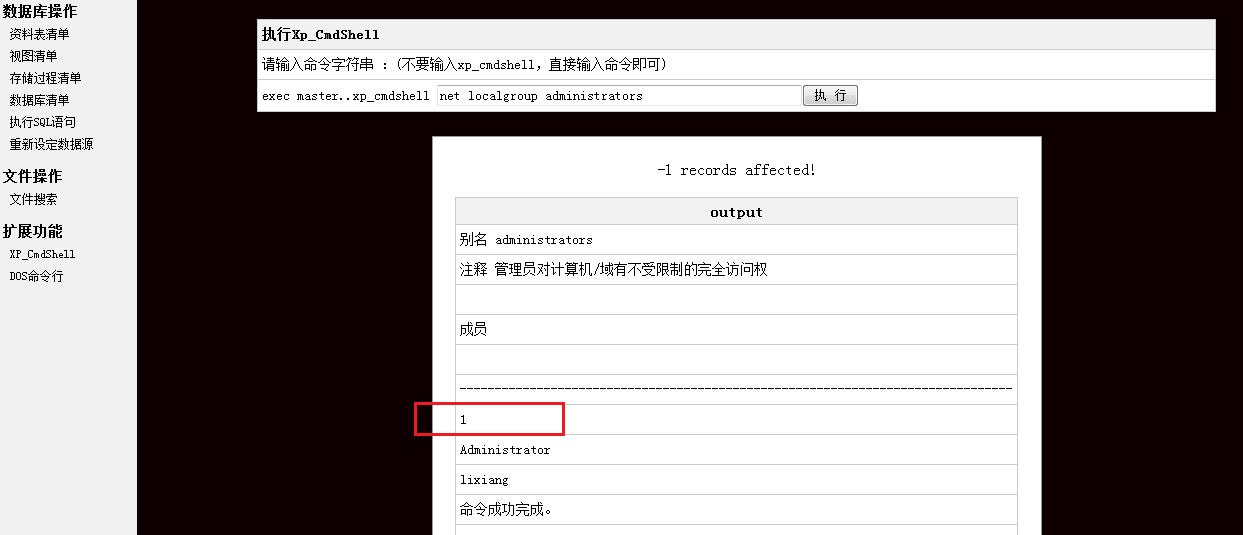 数据库操作
资料表清单
视图清单
存储过程清单
数据库清单
执行SQL语句
重新设定数据源
文件操作
文件搜索
扩展功能
XP_CmdShell
DOS命令行
执行Xp_CmdShell
请输入命令字符串 : (不要输入xp_cmdshell, 直接输入命令即可)
exec master..xp_cmdshell net localgroup administrators 执 行
-1 records affected!
output
别名 administrators
注释 管理员对计算机/域有不受限制的完全访问权
成员
-------------------------------------------------------------------------------
1
Administrator
lixiang
命令成功完成。